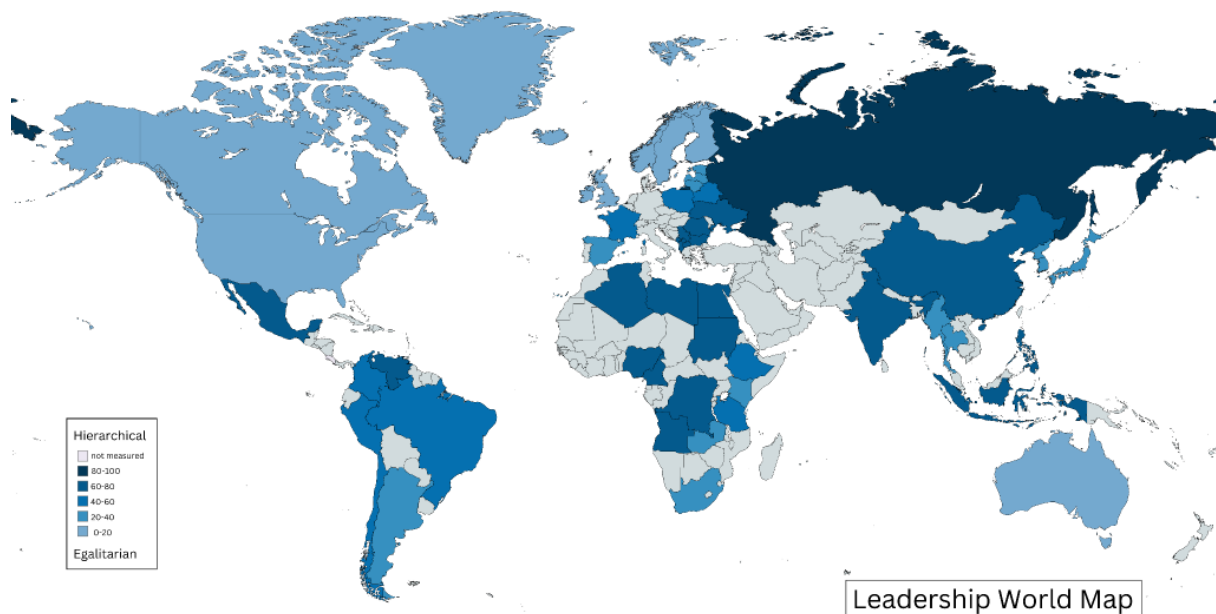 Hierarchical
not measured
80-100
60-80
40-60
20-40
0-20
Egalitarian
Leadership World Map